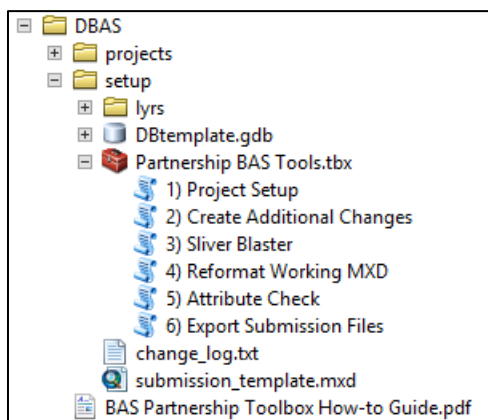 DBAS
projects
setup
lyrs
DBtemplate.gdb
Partnership BAS Tools.tbx
1) Project Setup
2) Create Additional Changes
3) Sliver Blaster
4) Reformat Working MXD
5) Attribute Check
6) Export Submission Files
change_log.txt
submission_template.mxd
BAS Partnership Toolbox How-to Guide.pdf